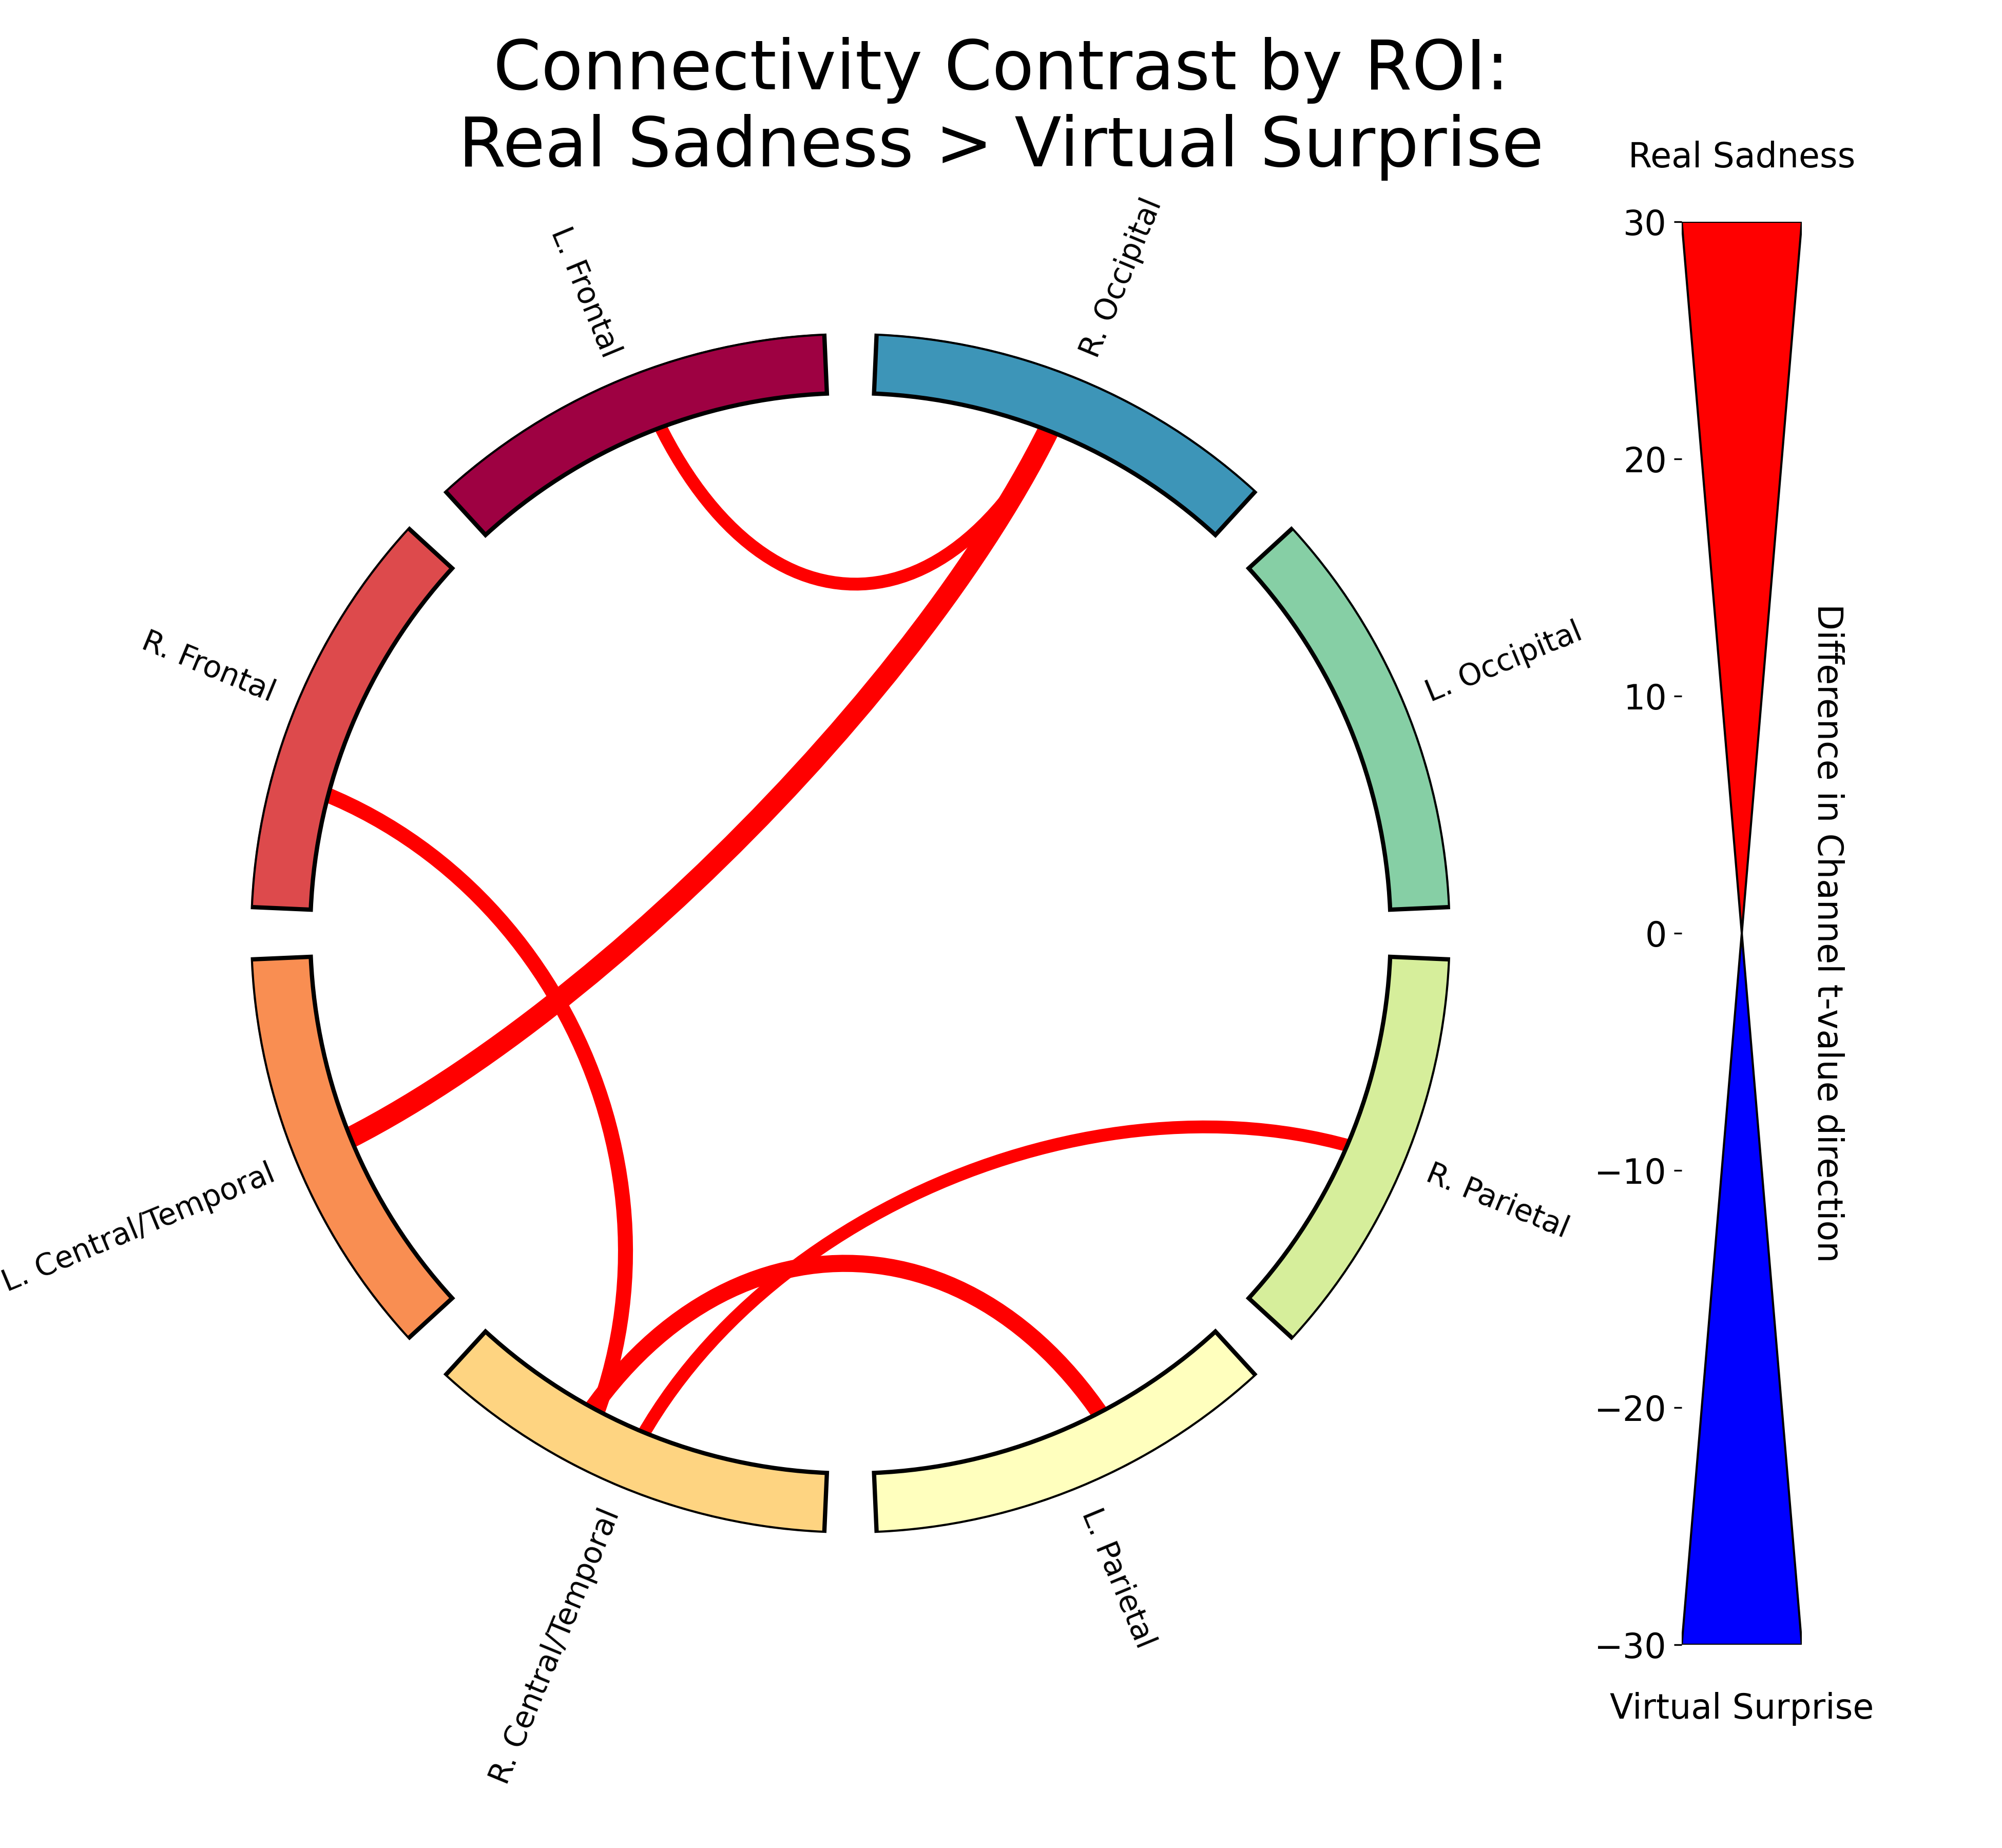 Connectivity Contrast by ROI:
Real Sadness > Virtual Surprise
Real Sadness
L. Frontal
R. Occipital
R. Frontal
L. Occipital
L. Central/Temporal
R. Parietal
R. Central/Temporal
L. Parietal
30
20
10
0
−10
−20
−30
Difference in Channel t-value direction
Virtual Surprise